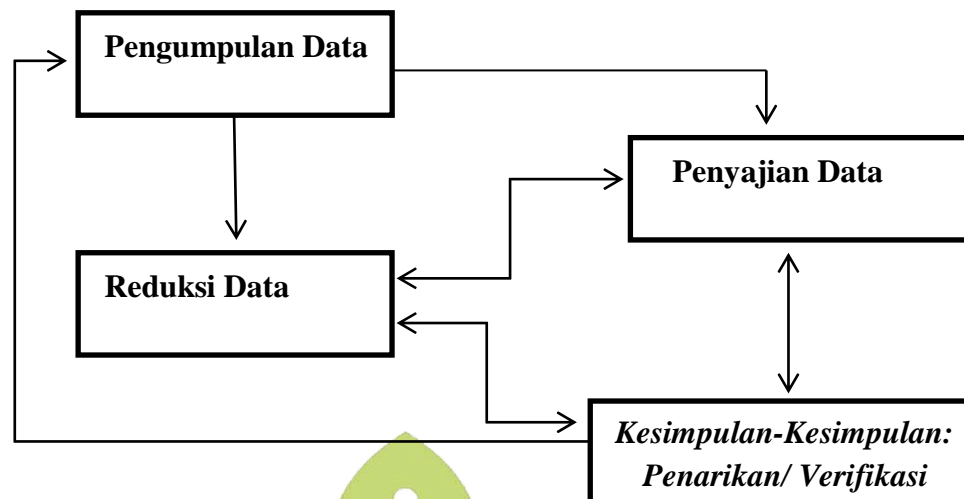 Pengumpulan Data
Penyajian Data
Reduksi Data
Kesimpulan-Kesimpulan:
Penarikan/ Verifikasi